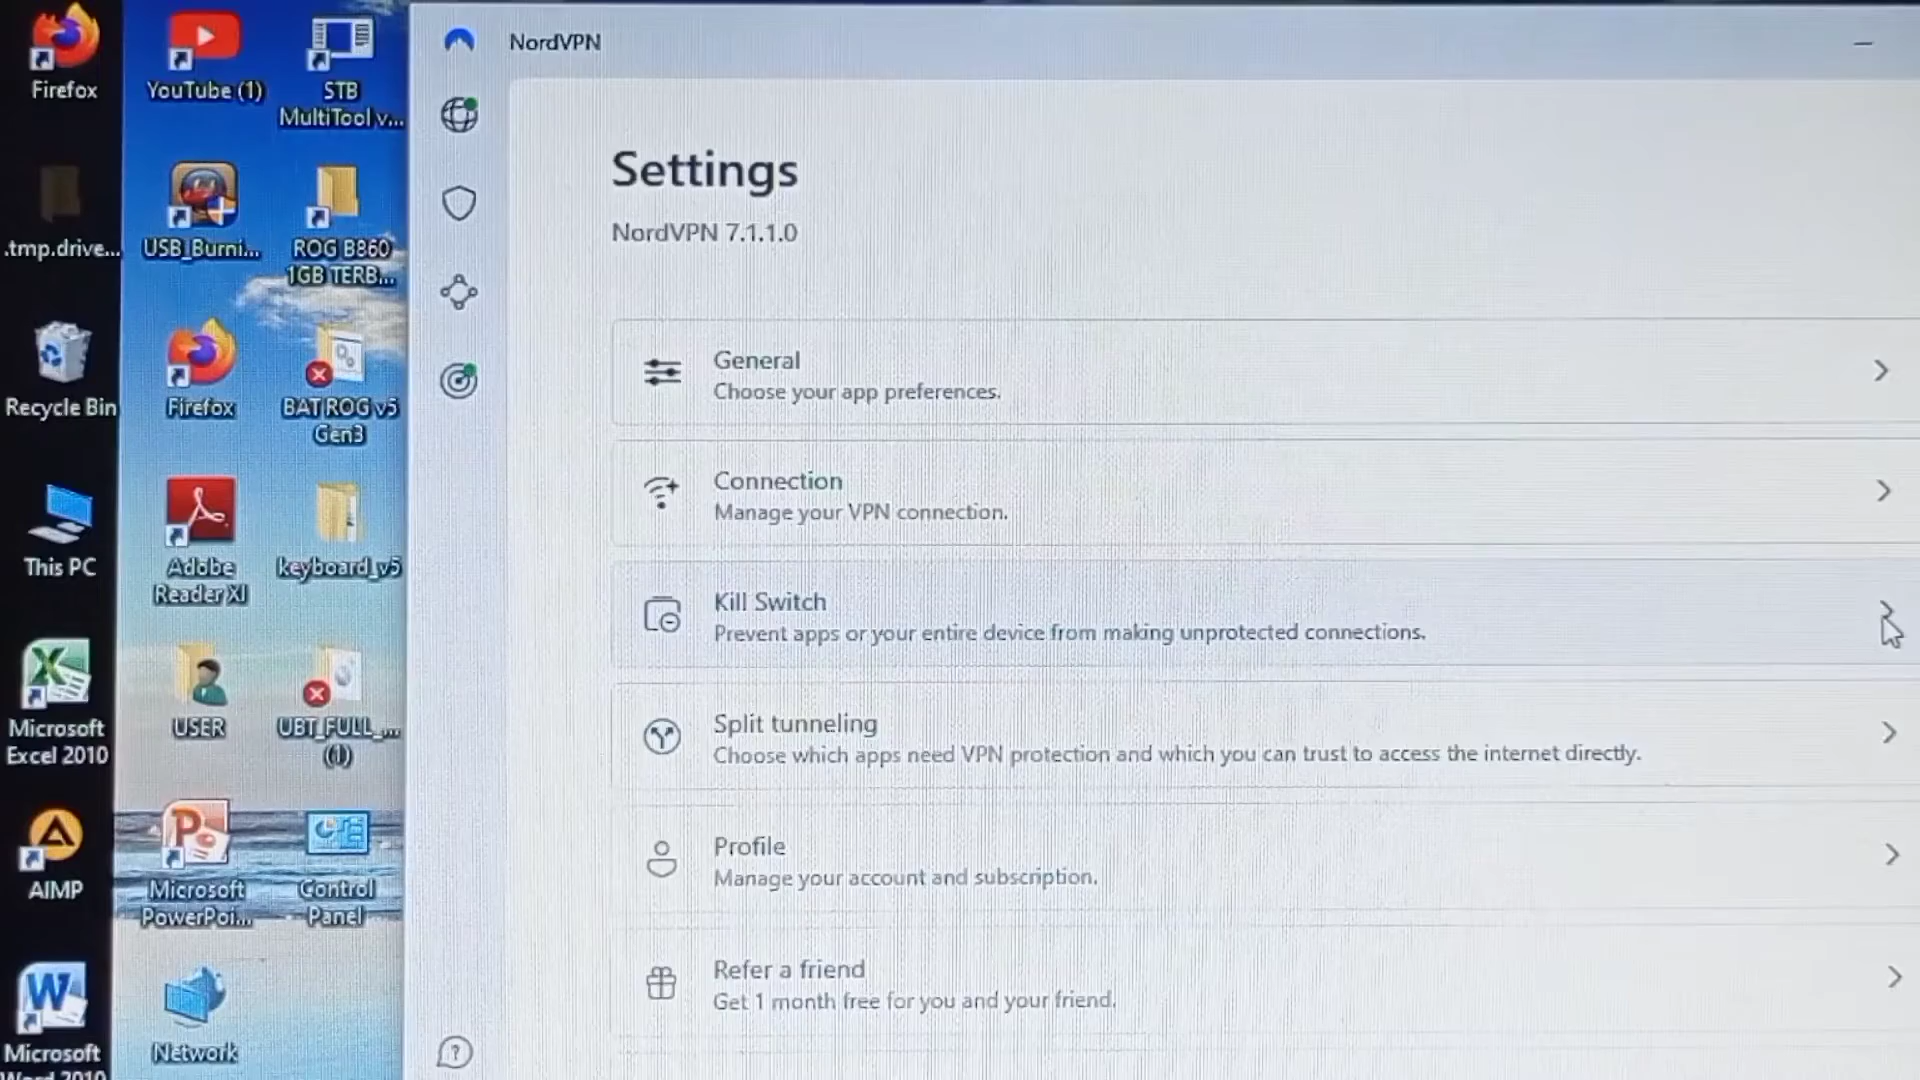 Firefox
.tmp.drive...
Recycle Bin
This PC
Microsoft
Excel 2010
AIMP
Microsoft
Word 2010
YouTube (1)
USB_Burni...
Firefox
Adobe
Reader XI
USER
Microsoft
PowerPoi...
Network
STB
MultiTool v...
ROG B860
1GB TERB...
BAT ROG v5
Gen3
keyboard_v5
UBT_FULL_...
(1)
Control
Panel
NordVPN
Settings
NordVPN 7.1.1.0
General
Choose your app preferences.
Connection
Manage your VPN connection.
Kill Switch
Prevent apps or your entire device from making unprotected connections.
Split tunneling
Choose which apps need VPN protection and which you can trust to access the internet directly.
Profile
Manage your account and subscription.
Refer a friend
Get 1 month free for you and your friend.